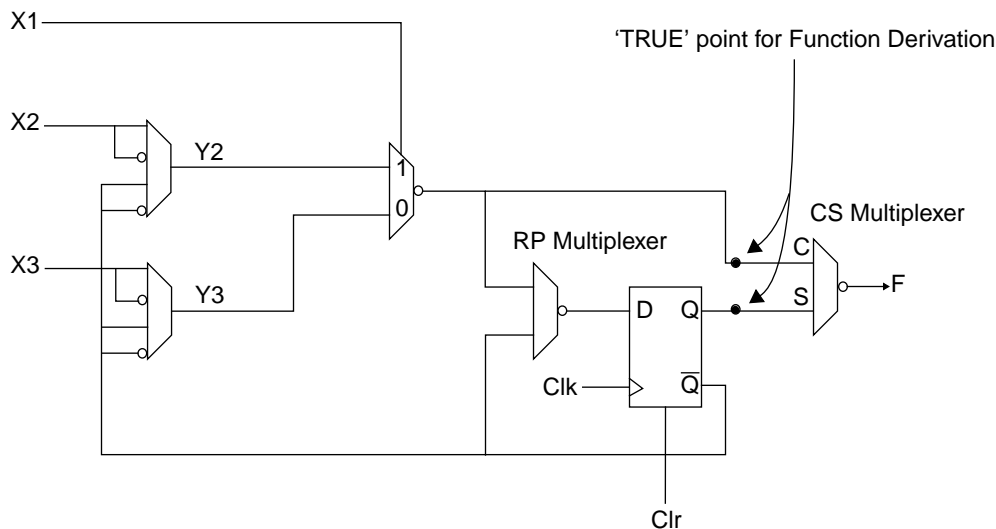 X1
‘TRUE’ point for Function Derivation
X2
Y2
1
0
CS Multiplexer
RP Multiplexer
X3
Y3
C
S
F
D
Q
Clk
Q̅
Clr